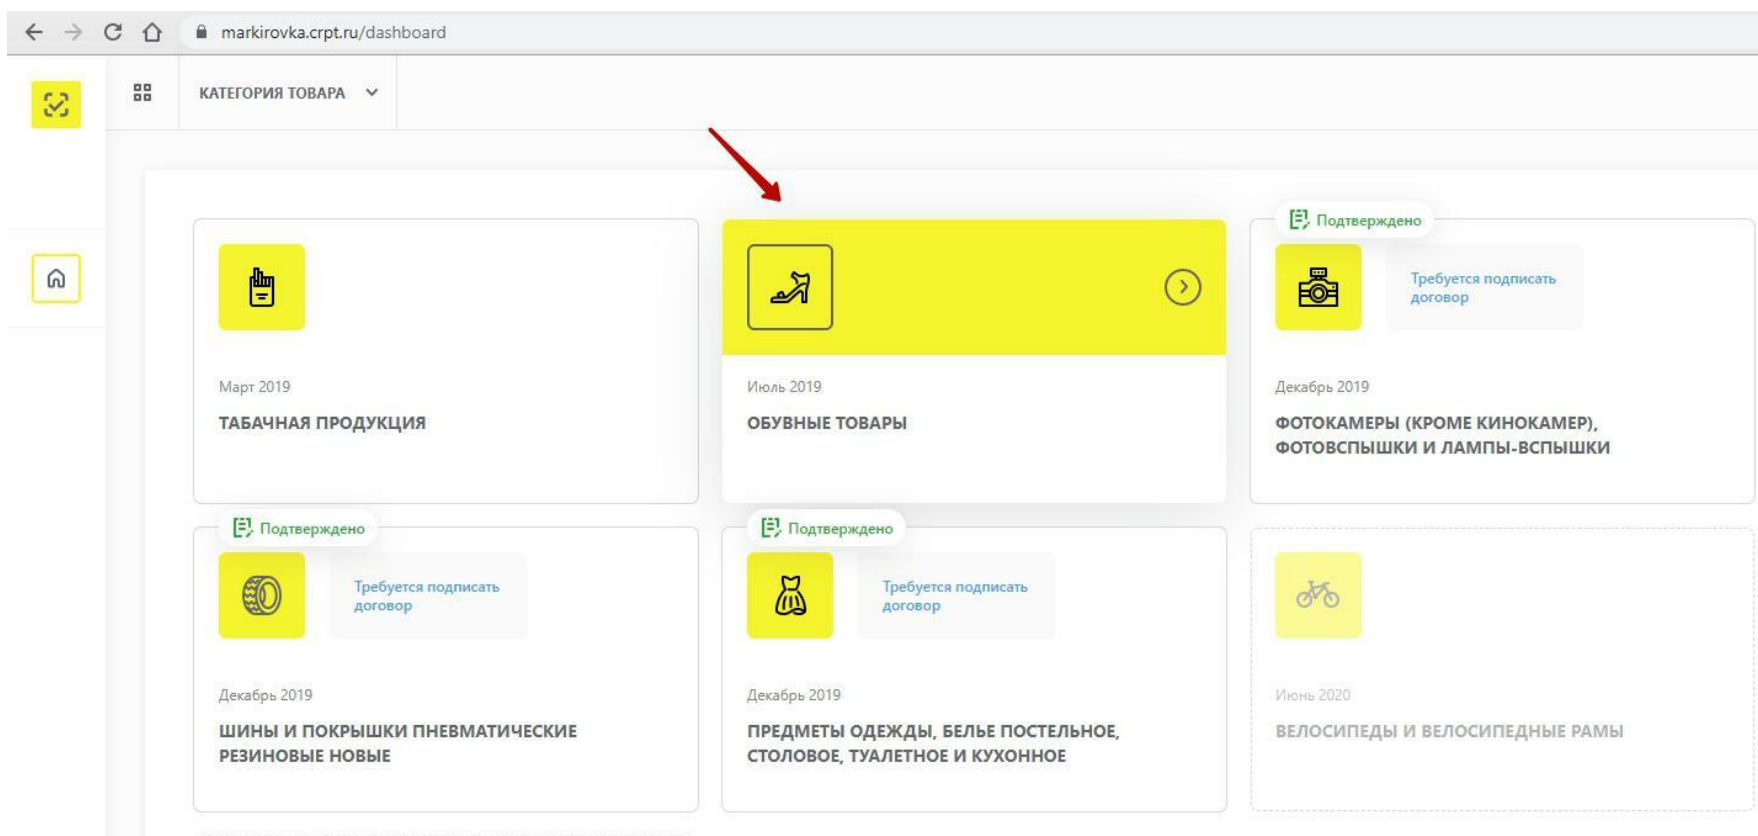 markirovka.crpt.ru/dashboard
КАТЕГОРИЯ ТОВАРА
Март 2019
ТАБАЧНАЯ ПРОДУКЦИЯ
Июль 2019
ОБУВНЫЕ ТОВАРЫ
Подтверждено
Требуется подписать
договор
Декабрь 2019
ФОТОКАМЕРЫ (КРОМЕ КИНОКАМЕР),
ФОТОВСПЫШКИ И ЛАМПЫ-ВСПЫШКИ
Подтверждено
Требуется подписать
договор
Декабрь 2019
ШИНЫ И ПОКРЫШКИ ПНЕВМАТИЧЕСКИЕ
РЕЗИНОВЫЕ НОВЫЕ
Подтверждено
Требуется подписать
договор
Декабрь 2019
ПРЕДМЕТЫ ОДЕЖДЫ, БЕЛЬЕ ПОСТЕЛЬНОЕ,
СТОЛОВОЕ, ТУАЛЕТНОЕ И КУХОННОЕ
Июнь 2020
ВЕЛОСИПЕДЫ И ВЕЛОСИПЕДНЫЕ РАМЫ